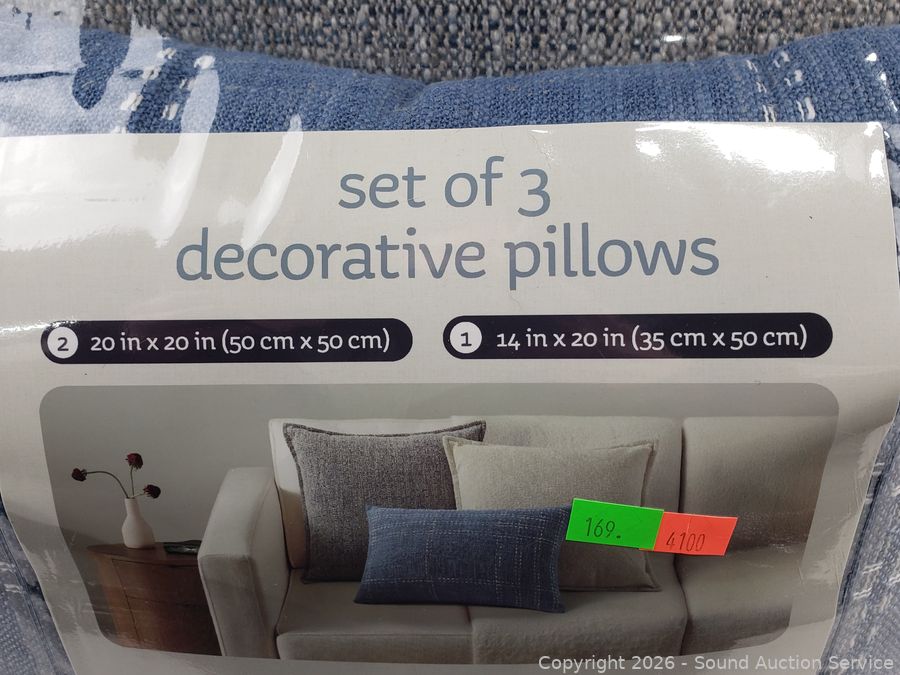 set of 3
decorative pillows
2 20 in x 20 in (50 cm x 50 cm)
1 14 in x 20 in (35 cm x 50 cm)
169.
4100
Copyright 2026 - Sound Auction Service